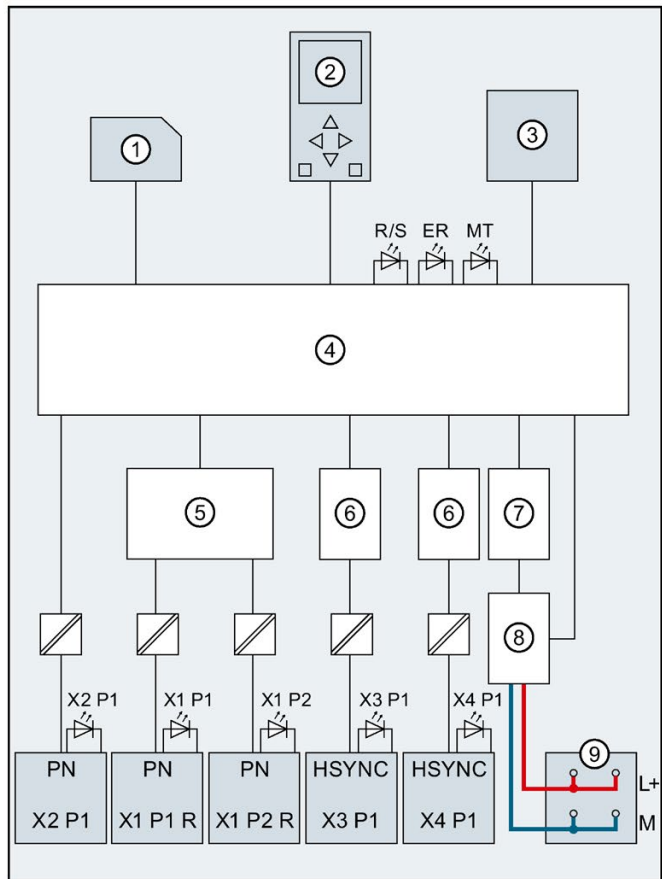 ②
①
③
R/S ER MT
④
⑤ ⑥ ⑥ ⑦
⑧
X2 P1 X1 P1 X1 P2 X3 P1 X4 P1
⑨
PN PN PN HSYNC HSYNC
L+
X2 P1 X1 P1 R X1 P2 R X3 P1 X4 P1
M